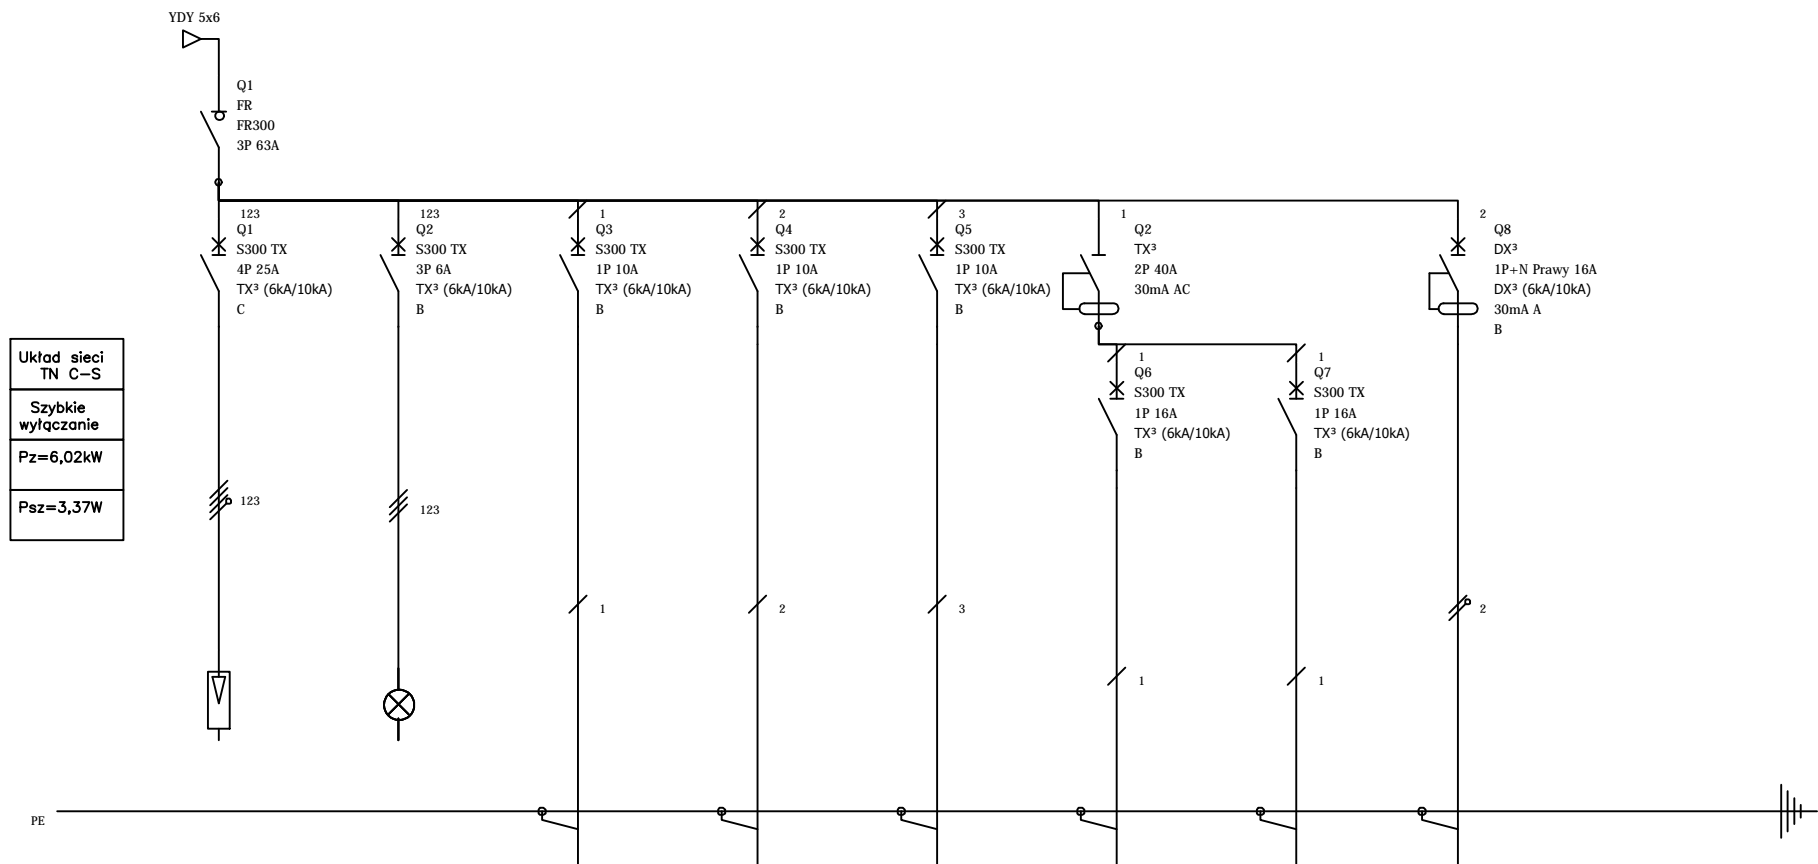 YDY 5x6
Q1
FR
FR300
3P 63A
123
Q1
S300 TX
4P 25A
TX³ (6kA/10kA)
C
123
Q2
S300 TX
3P 6A
TX³ (6kA/10kA)
B
1
Q3
S300 TX
1P 10A
TX³ (6kA/10kA)
B
2
Q4
S300 TX
1P 10A
TX³ (6kA/10kA)
B
3
Q5
S300 TX
1P 10A
TX³ (6kA/10kA)
B
1
Q2
TX³
2P 40A
30mA AC
2
Q8
DX³
1P+N Prawy 16A
DX³ (6kA/10kA)
30mA A
B
1
Q6
S300 TX
1P 16A
TX³ (6kA/10kA)
B
1
Q7
S300 TX
1P 16A
TX³ (6kA/10kA)
B
Układ sieci
TN C-S
Szybkie
wyłączanie
Pz=6,02kW
Psz=3,37W
123
123
1
2
3
2
1
1
PE